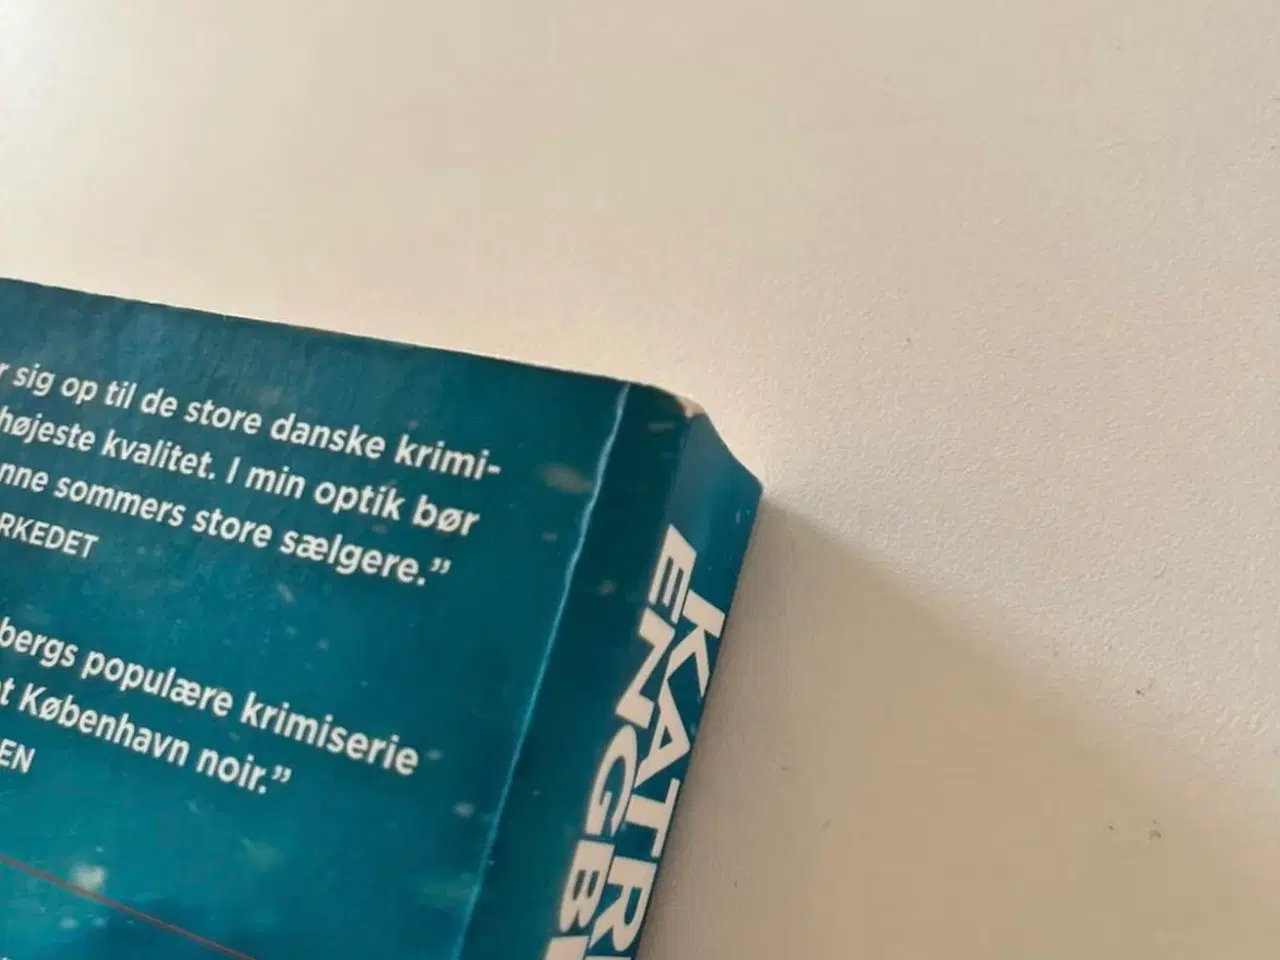 sig op til de store danske krimi-
højeste kvalitet. I min optik bør
sommers store sælgere.”
RKEDET
bergs populære krimiserie
København noir.”
EN
KATR
ENGB